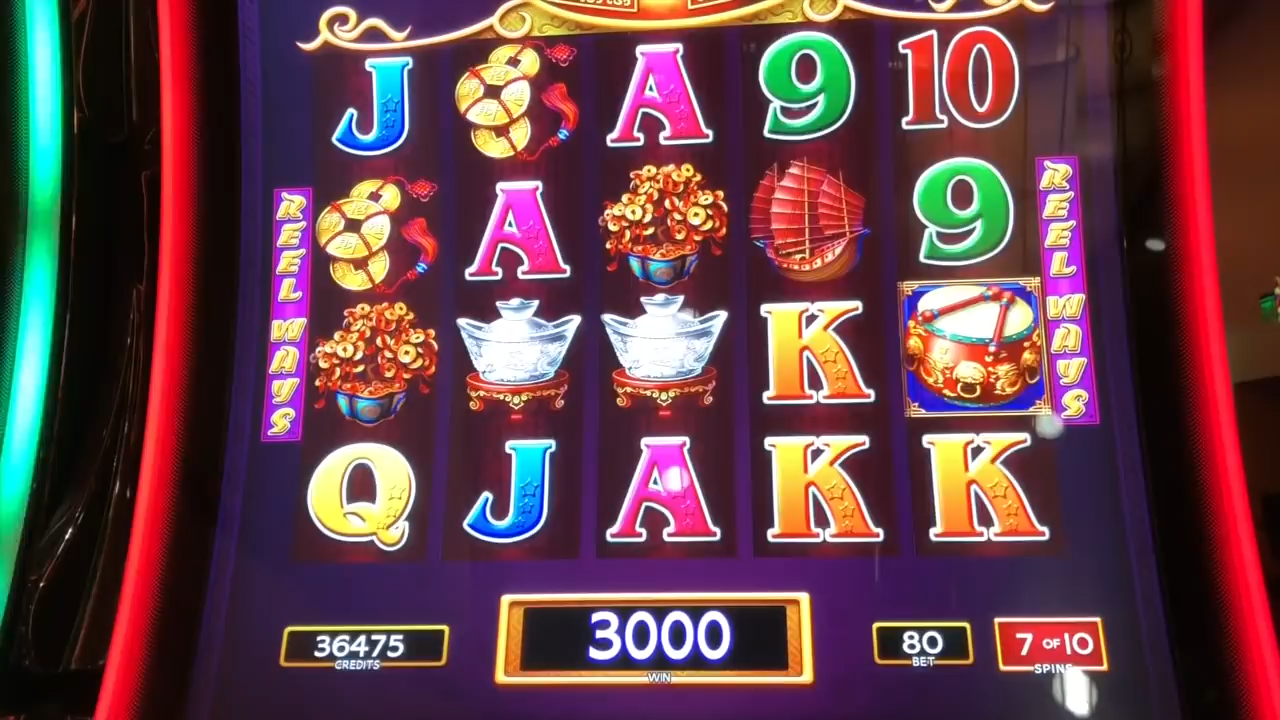 J A 9 10
REEL WAYS
A 9
REEL WAYS
K
Q J A K K
36475
CREDITS
3000
WIN
80
BET
7 OF 10
SPINS